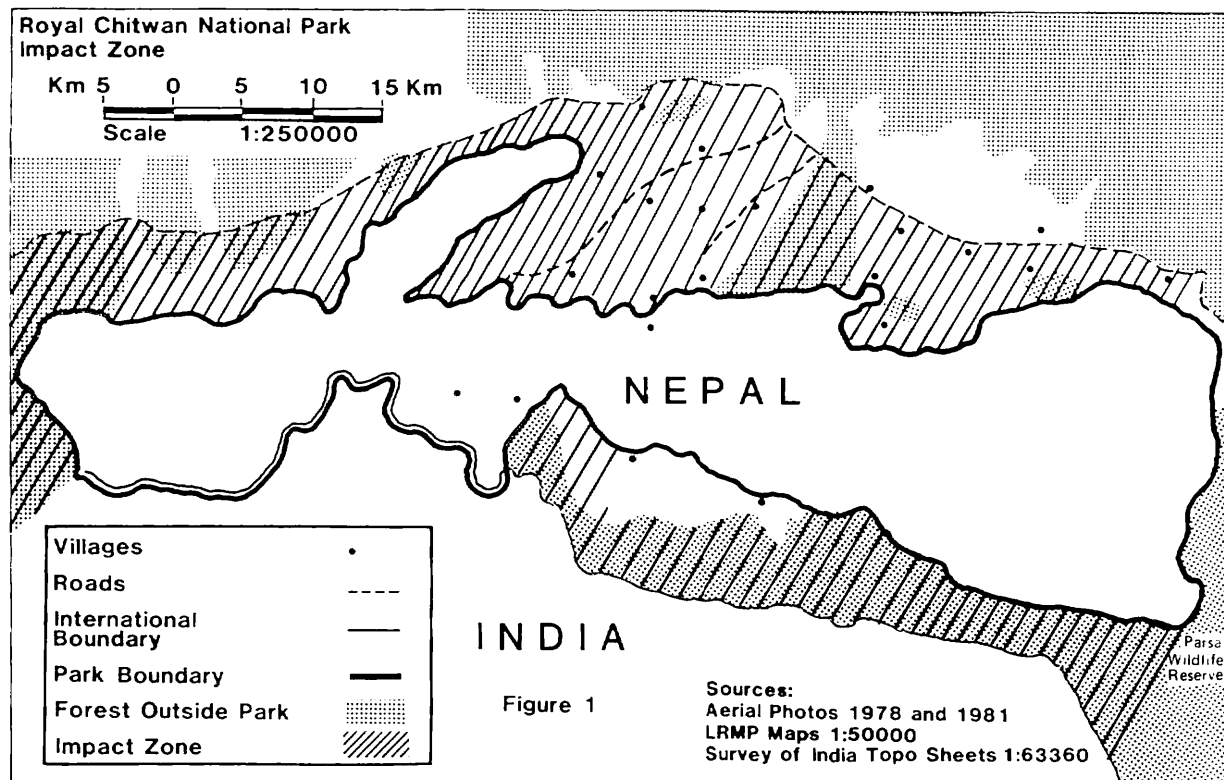 Royal Chitwan National Park
Impact Zone
Km 5 0 5 10 15 Km
Scale 1:250000
NEPAL
INDIA
Figure 1
Villages
Roads
International
Boundary
Park Boundary
Forest Outside Park
Impact Zone
Sources:
Aerial Photos 1978 and 1981
LRMP Maps 1:50000
Survey of India Topo Sheets 1:63360
Parsa
Wildlife
Reserve